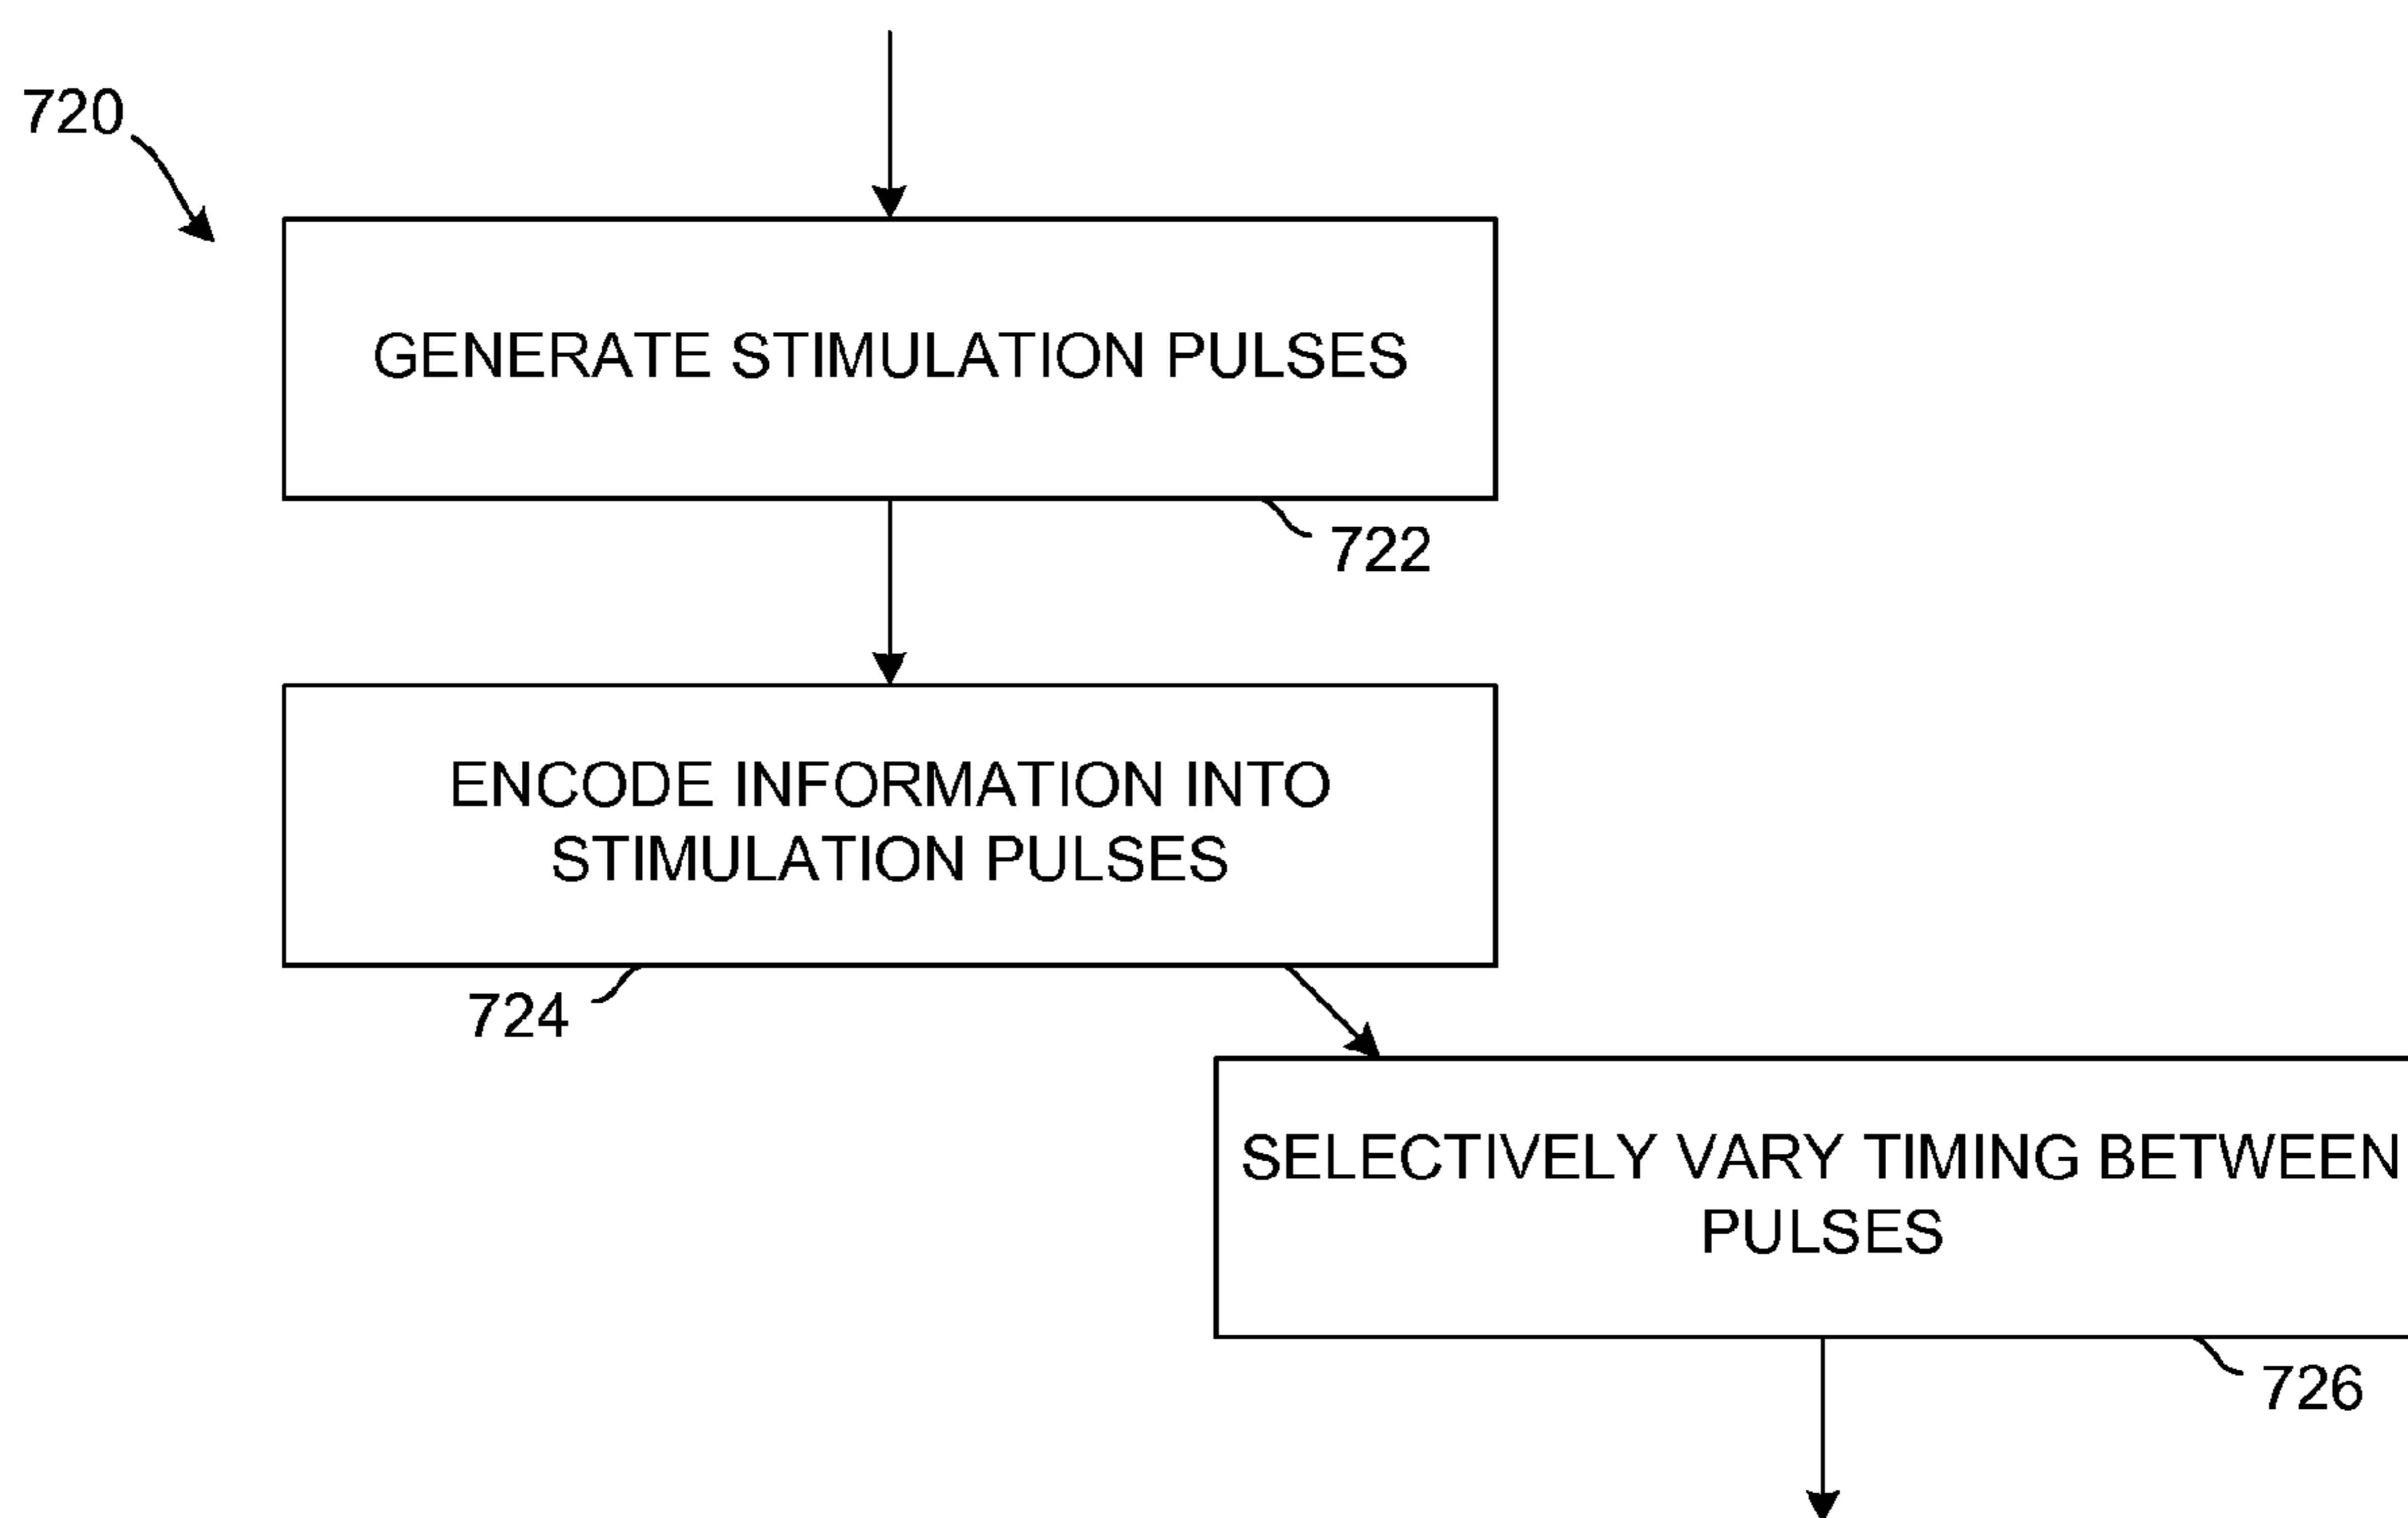 720
GENERATE STIMULATION PULSES
722
ENCODE INFORMATION INTO
STIMULATION PULSES
724
SELECTIVELY VARY TIMING BETWEEN
PULSES
726